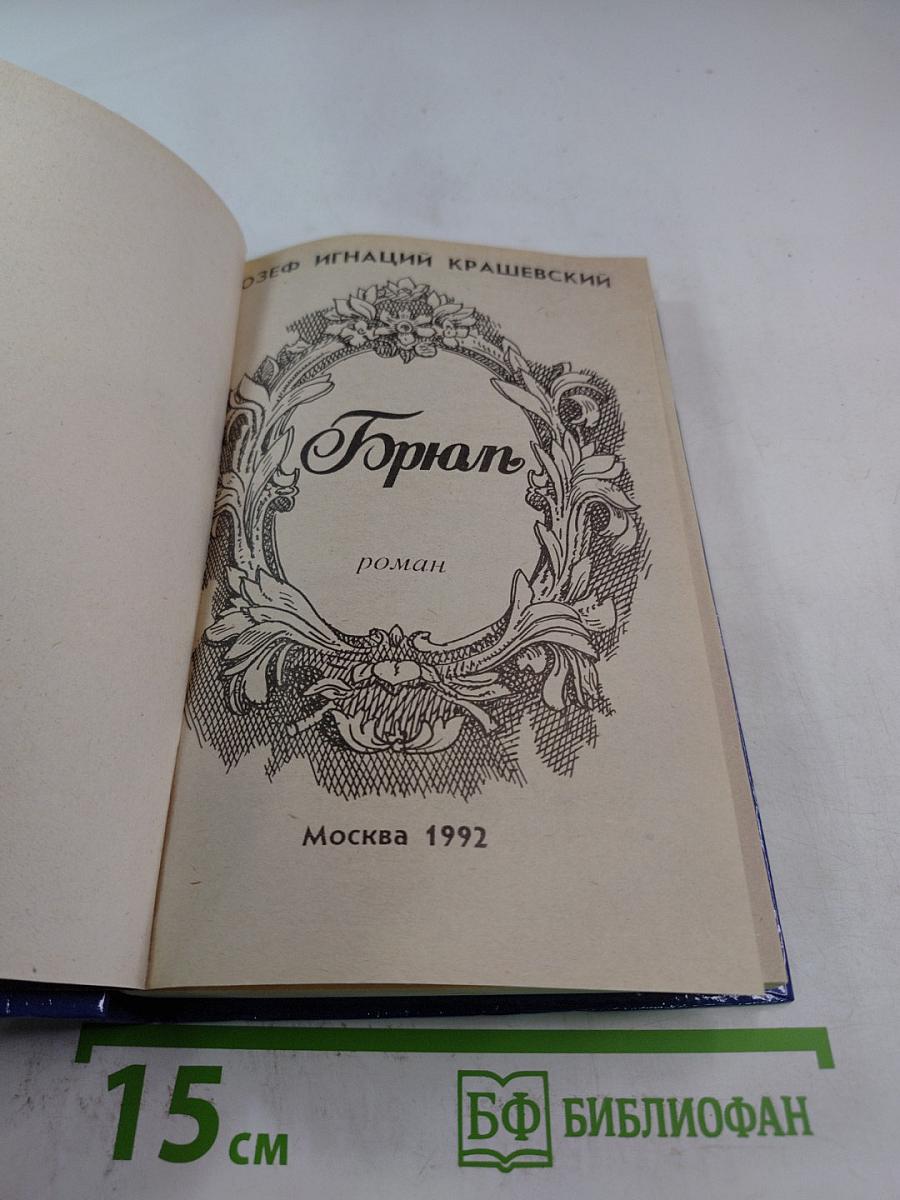 ОЗЕФ ИГНАЦИЙ КРАШЕВСКИЙ
Брюль
роман
Москва 1992
15 см
БФ БИБЛИОФАН